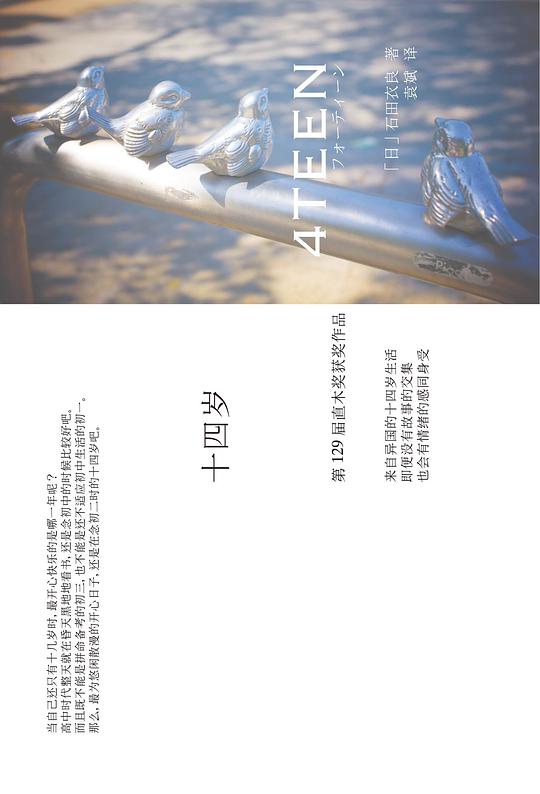 当自己还只有十几岁时,最开心快乐的是哪一年呢?
高中时代整天就在昏天黑地地看书,还是念初中的时候比较好吧。
而且既不能是拼命备考的初三,也不能是还不适应初中生活的初一。
那么,最为悠闲散漫的开心日子,还是在念初二时的十四岁吧。
十四岁
4TEEN
フォーティーン
第 129 届直木奖获奖作品
来自异国的十四岁生活
即便没有故事的交集
也会有情绪的感同身受
「日」石田衣良 著
袁斌 译